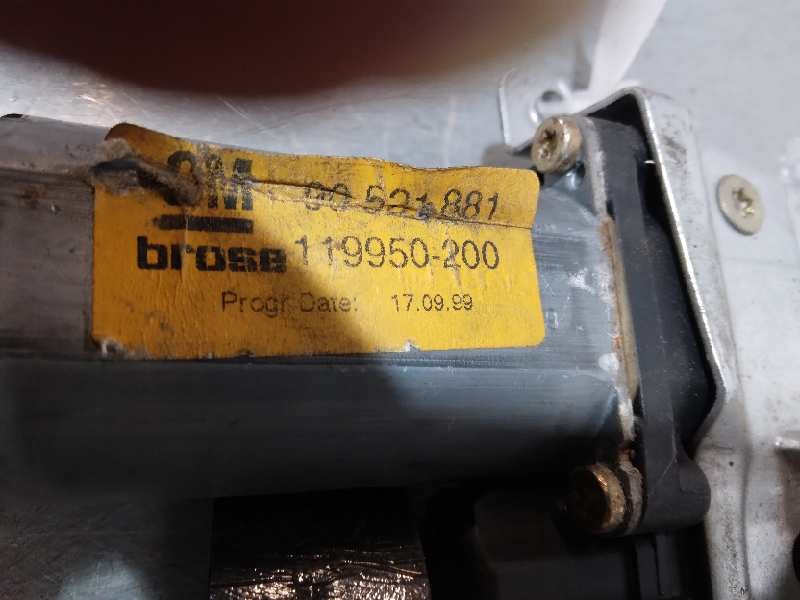 GM 90 521 881
brose 119950-200
Progr. Date: 17.09.99